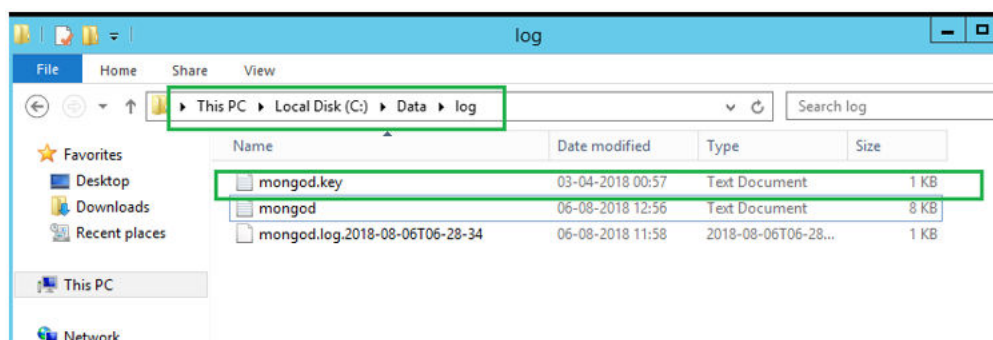 log
File Home Share View
This PC Local Disk (C:) Data log
Search log
Favorites
Desktop
Downloads
Recent places
This PC
Network
Name Date modified Type Size
mongod.key 03-04-2018 00:57 Text Document 1 KB
mongod 06-08-2018 12:56 Text Document 8 KB
mongod.log.2018-08-06T06-28-34 06-08-2018 11:58 2018-08-06T06-28... 1 KB